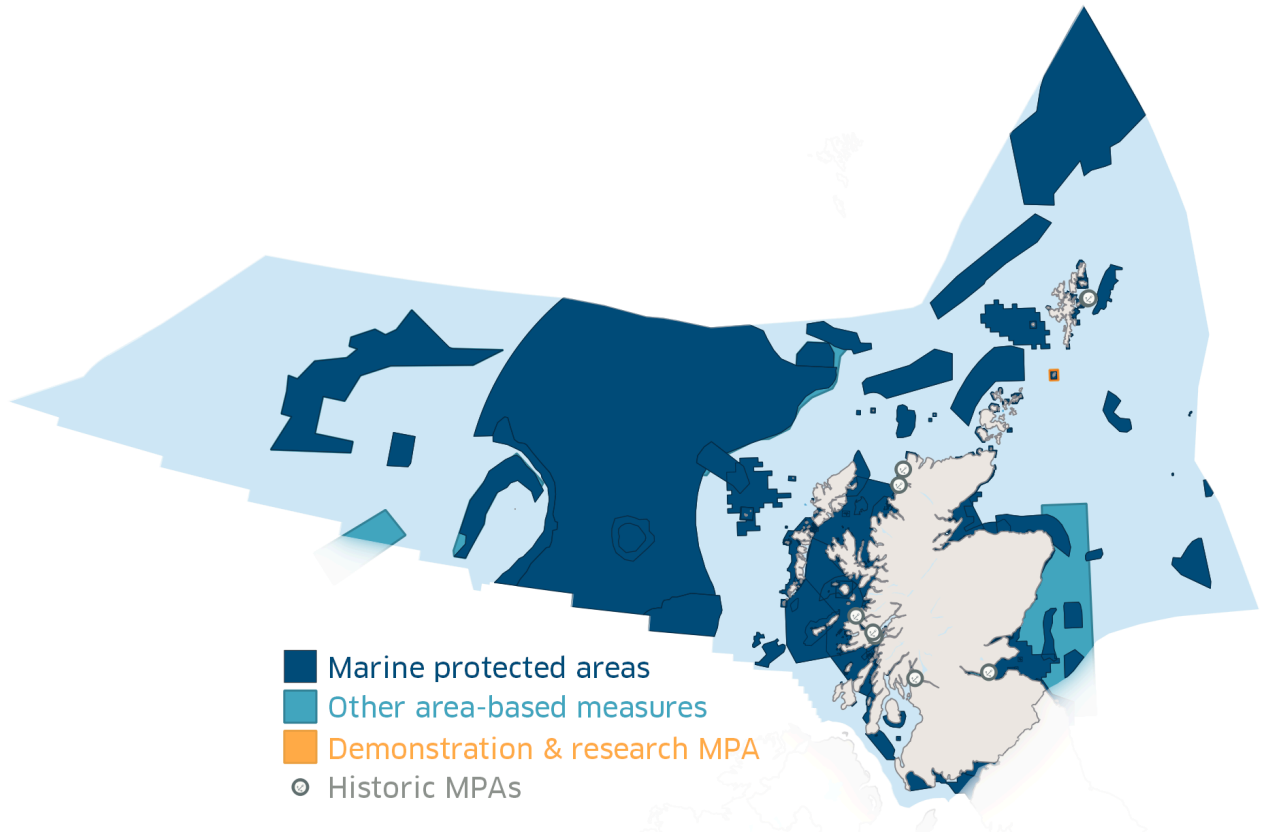 Marine protected areas
Other area-based measures
Demonstration & research MPA
Historic MPAs